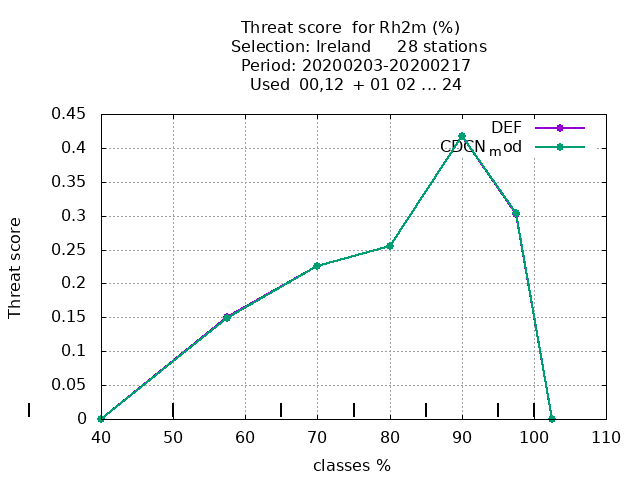 Threat score  for Rh2m (%)
Selection: Ireland     28 stations
Period: 20200203-20200217
Used  00,12  + 01 02 ... 24
0.45
0.4
0.35
0.3
0.25
0.2
0.15
0.1
0.05
0
Threat score
DEF
CDCN_mod
40 50 60 70 80 90 100 110
classes %